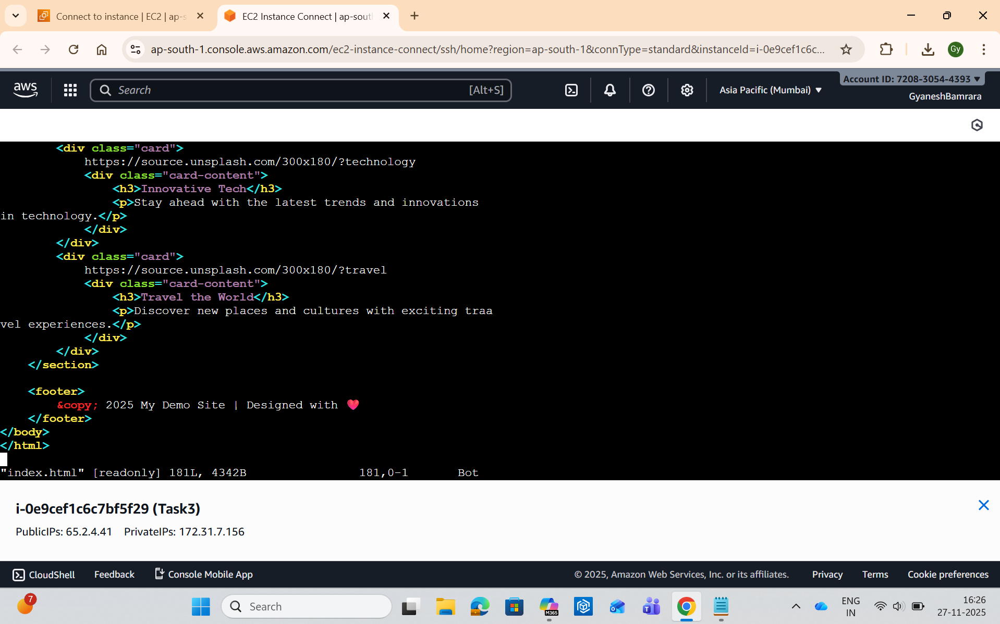 Connect to instance | EC2 | ap-s
EC2 Instance Connect | ap-sout
ap-south-1.console.aws.amazon.com/ec2-instance-connect/ssh/home?region=ap-south-1&connType=standard&instanceId=i-0e9cef1c6c...
Gy
aws
Search
[Alt+S]
Asia Pacific (Mumbai)
Account ID: 7208-3054-4393
GyaneshBamrara
<div class="card">
https://source.unsplash.com/300x180/?technology
<div class="card-content">
<h3>Innovative Tech</h3>
<p>Stay ahead with the latest trends and innovations
in technology.</p>
</div>
</div>
<div class="card">
https://source.unsplash.com/300x180/?travel
<div class="card-content">
<h3>Travel the World</h3>
<p>Discover new places and cultures with exciting traa
vel experiences.</p>
</div>
</div>
</section>
<footer>
&copy; 2025 My Demo Site | Designed with ❤️
</footer>
</body>
</html>
"index.html" [readonly] 181L, 4342B 181,0-1 Bot
i-0e9cef1c6c7bf5f29 (Task3)
PublicIPs: 65.2.4.41 PrivateIPs: 172.31.7.156
CloudShell Feedback Console Mobile App © 2025, Amazon Web Services, Inc. or its affiliates. Privacy Terms Cookie preferences
7
Search
M365
ENG
IN
16:26
27-11-2025